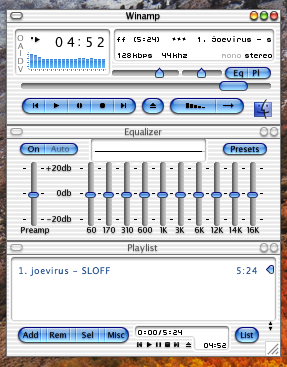 Winamp
O
A
I
D
V
04:52
ff (5:24) *** 1. joevirus - s
128kbps 44khz mono stereo
Eq Pl
Equalizer
On Auto Presets
+20db
0db
-20db
Preamp 60 170 310 600 1K 3K 6K 12K 14K 16K
Playlist
1. joevirus - SLOFF 5:24
Add Rem Sel Misc 0:00/5:24 List
04:52